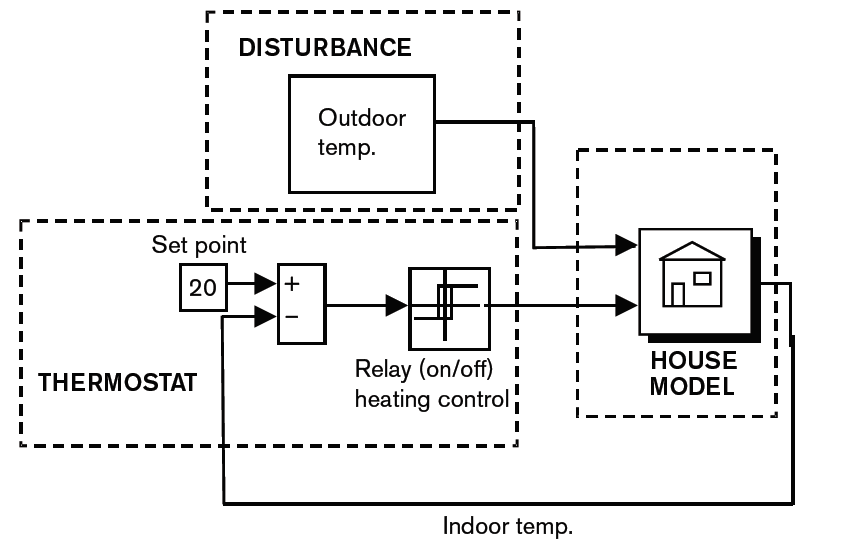 DISTURBANCE
Outdoor
temp.
Set point
20
+
−
THERMOSTAT
Relay (on/off)
heating control
HOUSE
MODEL
Indoor temp.